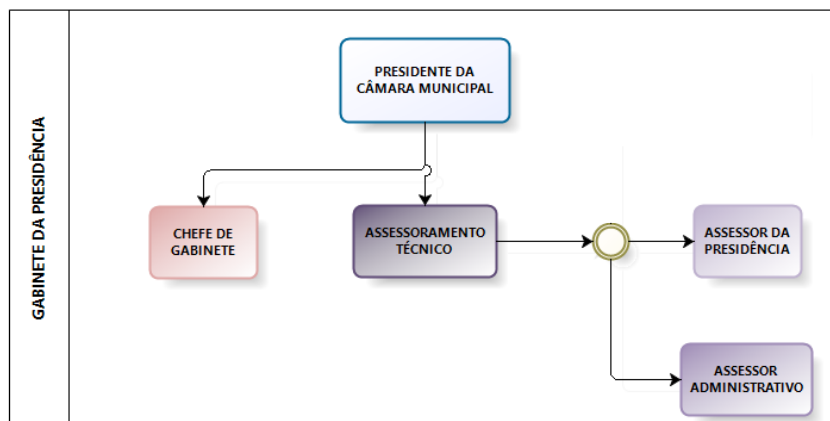 GABINETE DA PRESIDÊNCIA
PRESIDENTE DA
CÂMARA MUNICIPAL
CHEFE DE
GABINETE
ASSESSORAMENTO
TÉCNICO
ASSESSOR DA
PRESIDÊNCIA
ASSESSOR
ADMINISTRATIVO